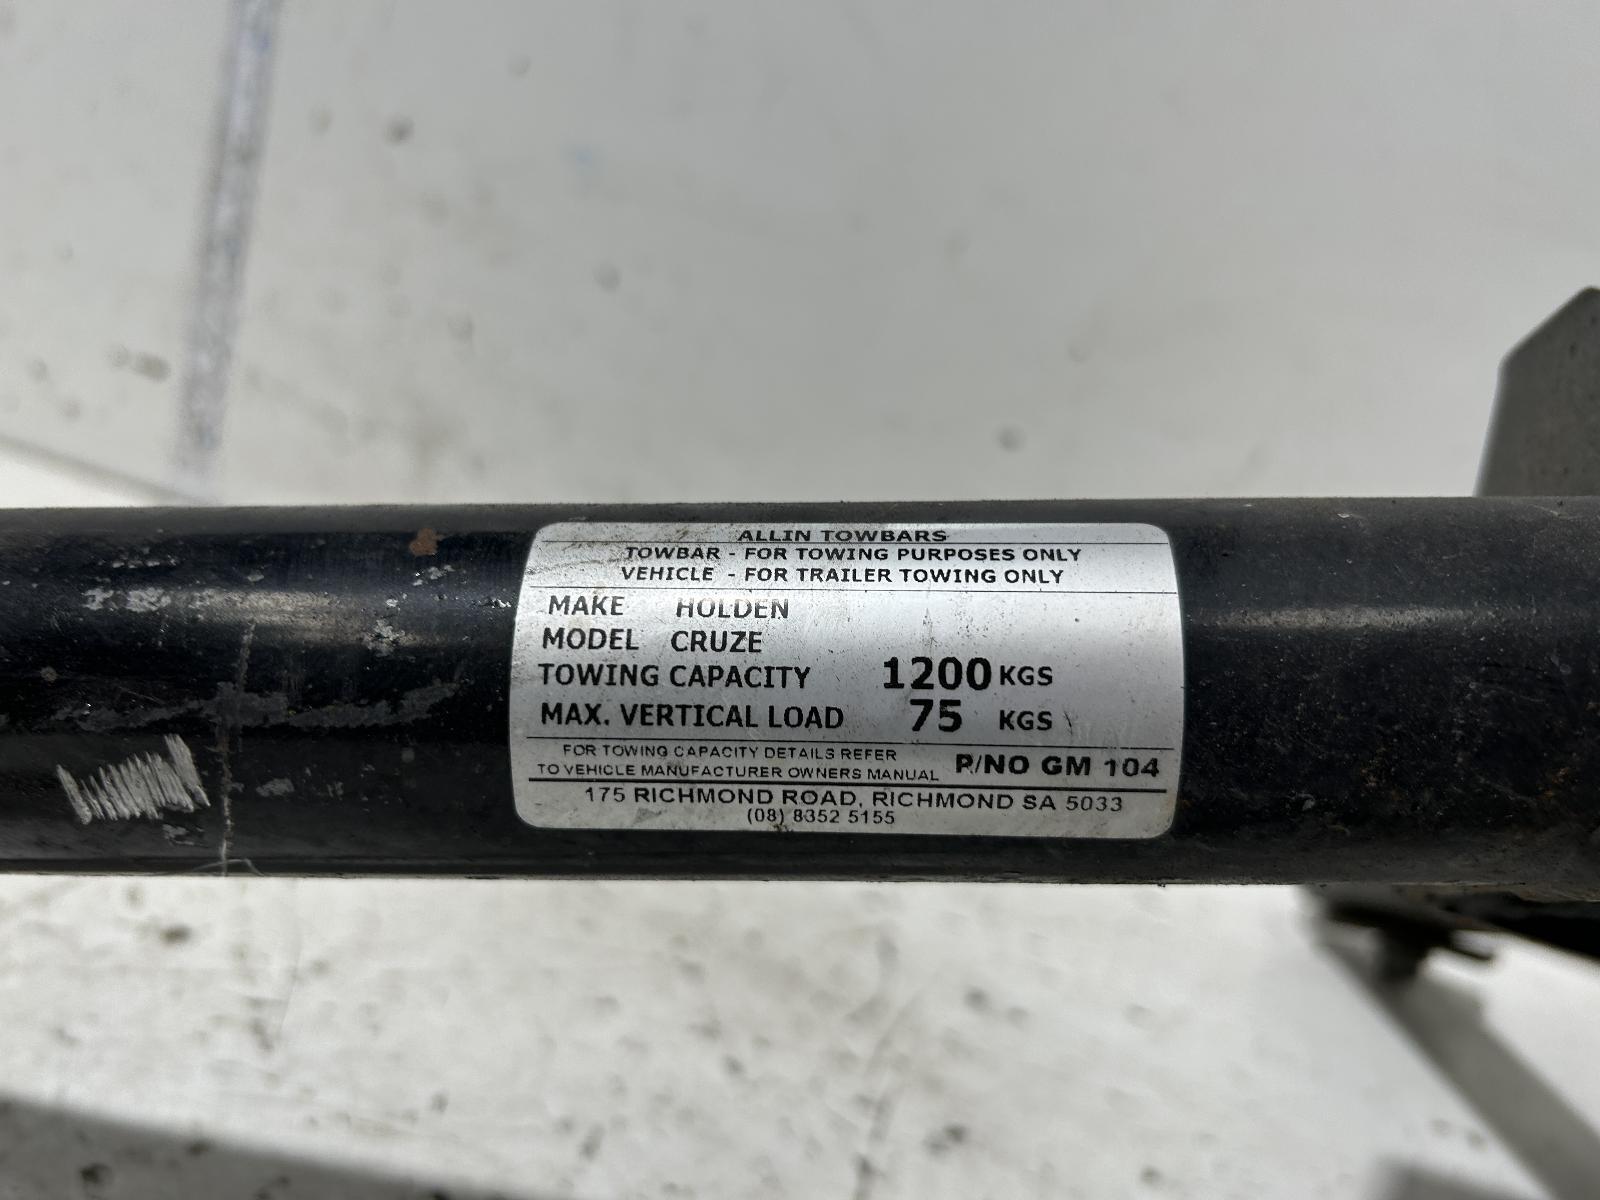 ALLIN TOWBARS
TOWBAR - FOR TOWING PURPOSES ONLY
VEHICLE - FOR TRAILER TOWING ONLY
MAKE HOLDEN
MODEL CRUZE
TOWING CAPACITY 1200 KGS
MAX. VERTICAL LOAD 75 KGS
FOR TOWING CAPACITY DETAILS REFER
TO VEHICLE MANUFACTURER OWNERS MANUAL P/NO GM 104
175 RICHMOND ROAD, RICHMOND SA 5033
(08) 8352 5155